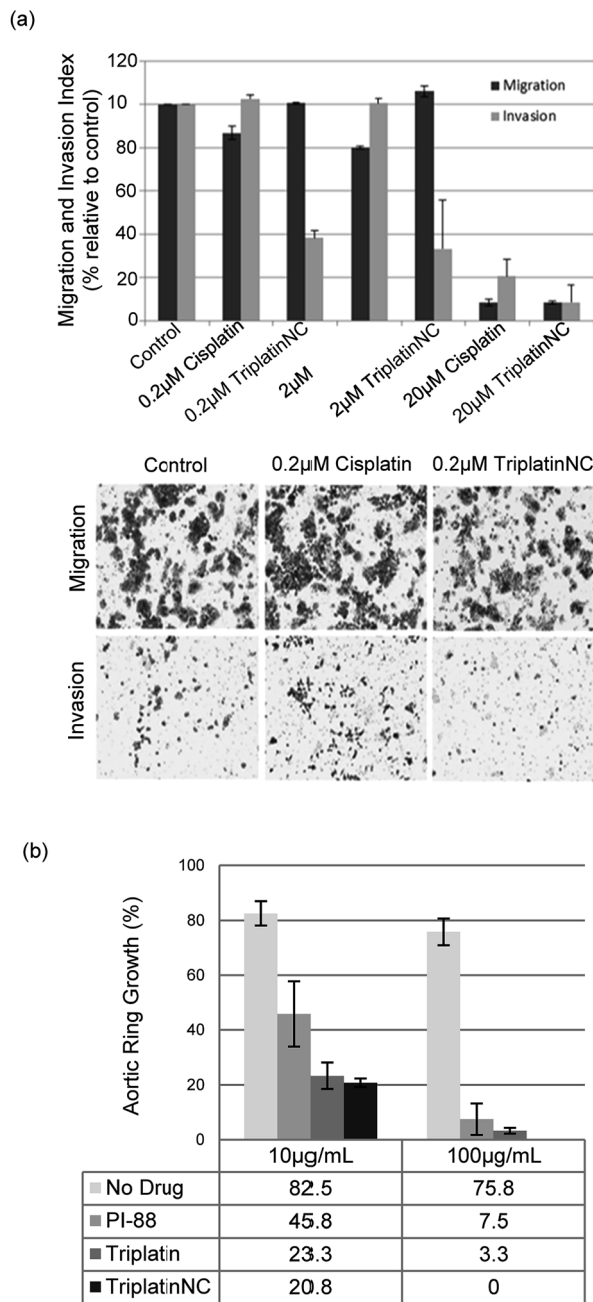 (a)
Migration and Invasion Index
(% relative to control)
120
100
80
60
40
20
0
Migration
Invasion
Control
0.2µM Cisplatin
0.2µM TriplatinNC
2µM
2µM TriplatinNC
20µM Cisplatin
20µM TriplatinNC
Control
0.2µM Cisplatin
0.2µM TriplatinNC
Migration
Invasion
(b)
Aortic Ring Growth (%)
100
80
60
40
20
0
10µg/mL 100µg/mL
No Drug 82.5 75.8
PI-88 45.8 7.5
Triplatin 23.3 3.3
TriplatinNC 20.8 0